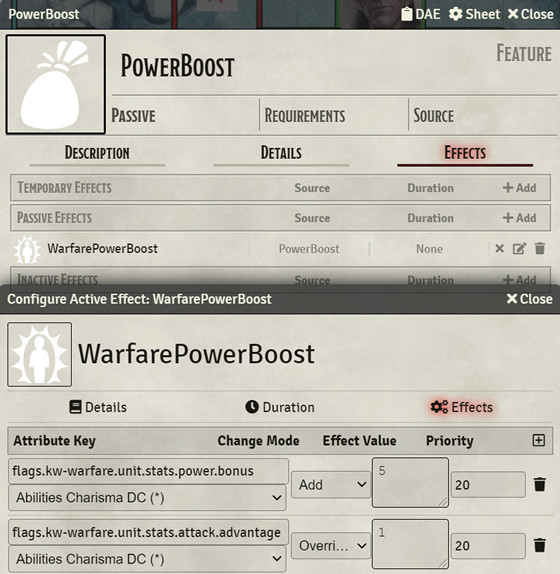 PowerBoost DAE Sheet Close
PowerBoost Feature
Passive Requirements Source
Description Details Effects
Temporary Effects Source Duration + Add
Passive Effects Source Duration + Add
WarfarePowerBoost PowerBoost None
Inactive Effects Source Duration + Add
Configure Active Effect: WarfarePowerBoost Close
WarfarePowerBoost
Details Duration Effects
Attribute Key Change Mode Effect Value Priority
flags.kw-warfare.unit.stats.power.bonus
Abilities Charisma DC (*) Add 5 20
flags.kw-warfare.unit.stats.attack.advantage
Abilities Charisma DC (*) Overri... 1 20